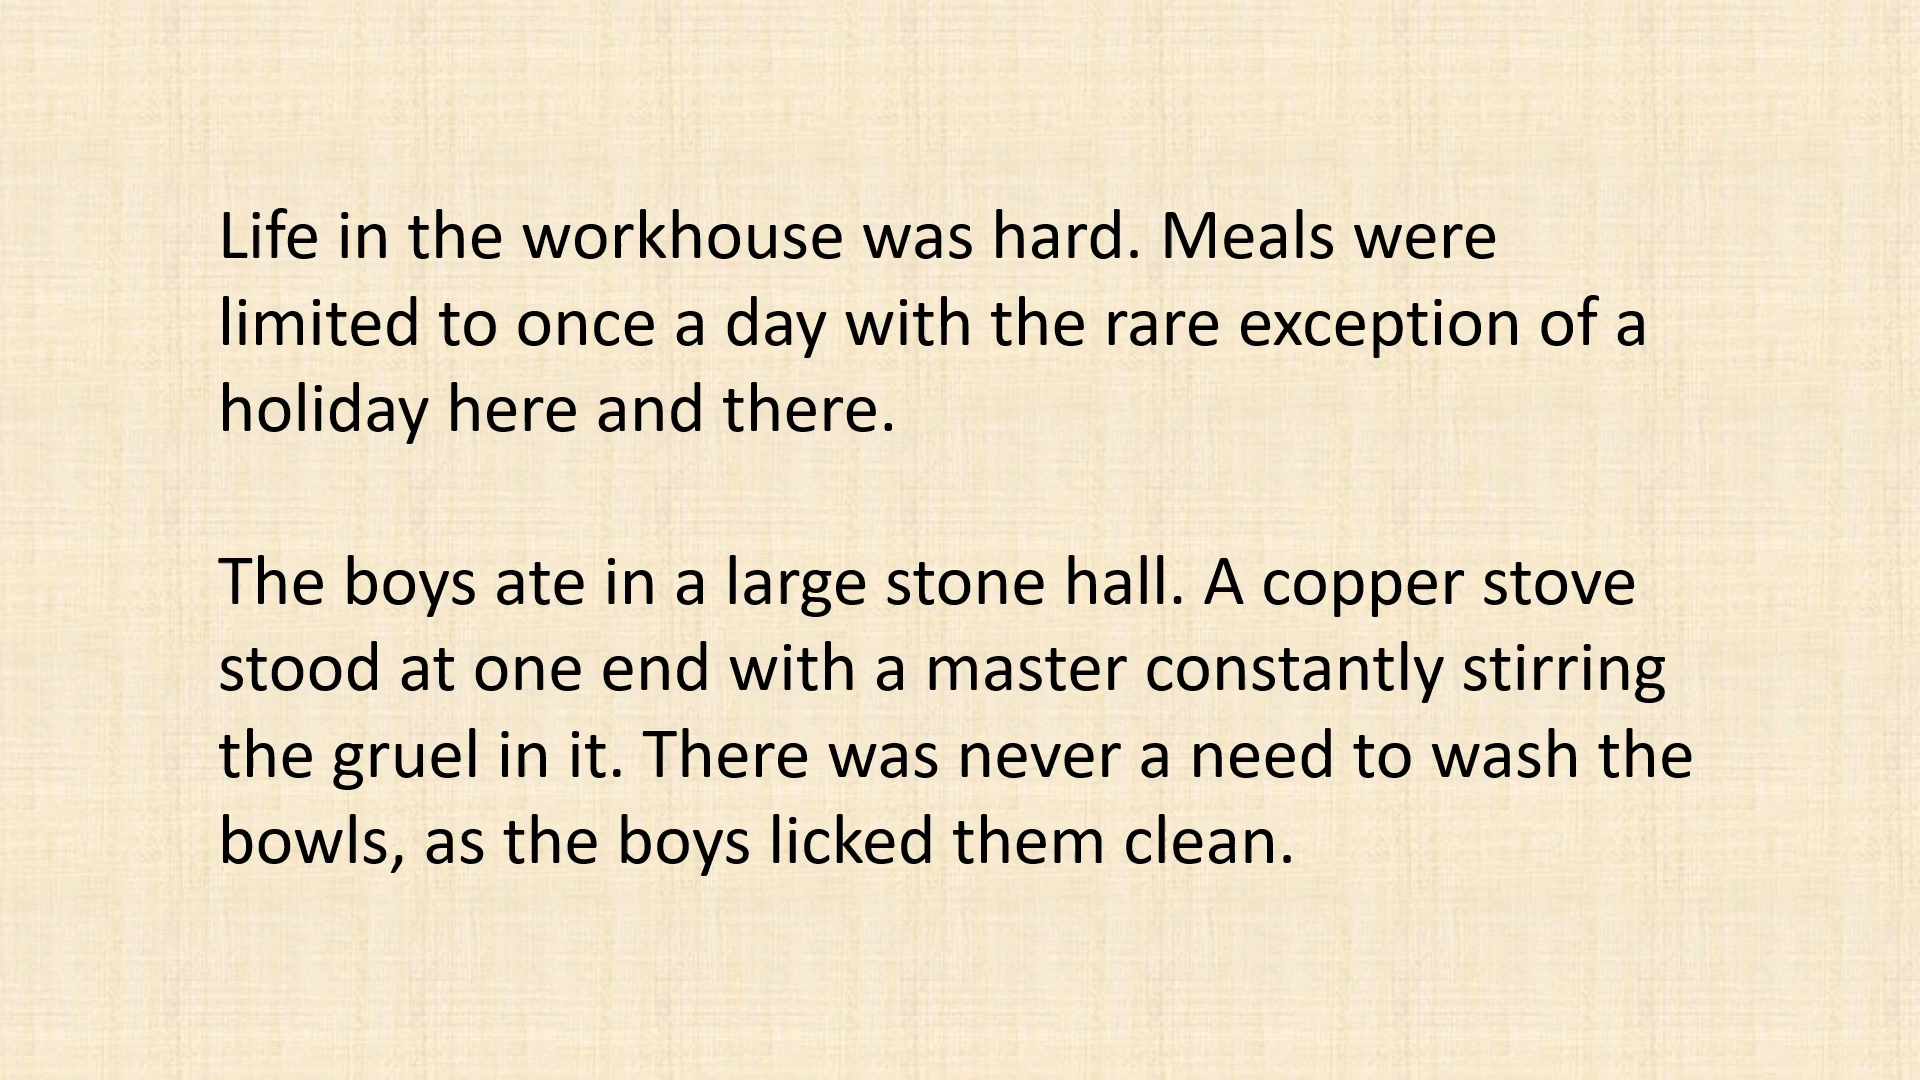 Life in the workhouse was hard. Meals were
limited to once a day with the rare exception of a
holiday here and there.
The boys ate in a large stone hall. A copper stove
stood at one end with a master constantly stirring
the gruel in it. There was never a need to wash the
bowls, as the boys licked them clean.